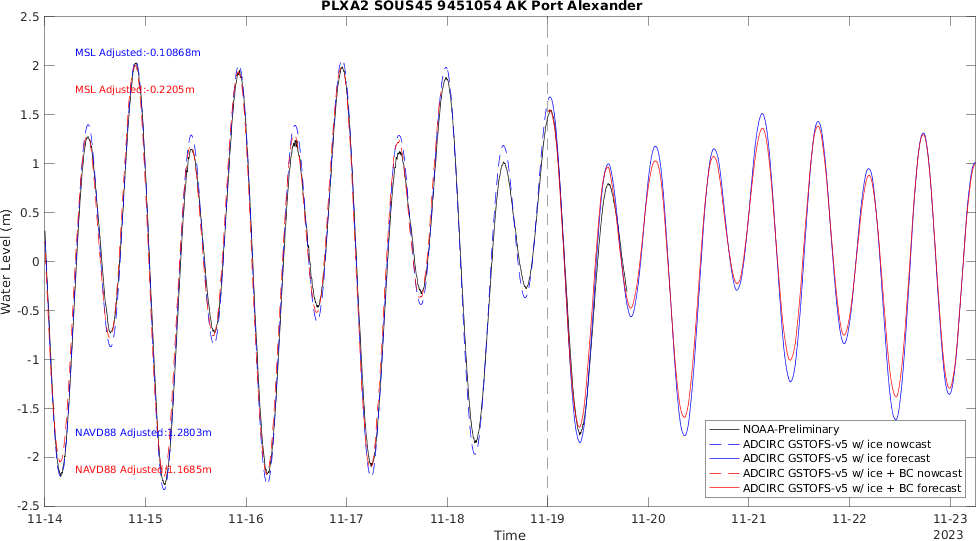 PLXA2 SOUS45 9451054 AK Port Alexander
2.5
2
1.5
1
0.5
0
-0.5
-1
-1.5
-2
-2.5
Water Level (m)
MSL Adjusted:-0.10868m
MSL Adjusted:-0.2205m
NAVD88 Adjusted:1.2803m
NAVD88 Adjusted:1.1685m
NOAA-Preliminary
ADCIRC GSTOFS-v5 w/ ice nowcast
ADCIRC GSTOFS-v5 w/ ice forecast
ADCIRC GSTOFS-v5 w/ ice + BC nowcast
ADCIRC GSTOFS-v5 w/ ice + BC forecast
11-14 11-15 11-16 11-17 11-18 11-19 11-20 11-21 11-22 11-23
2023
Time